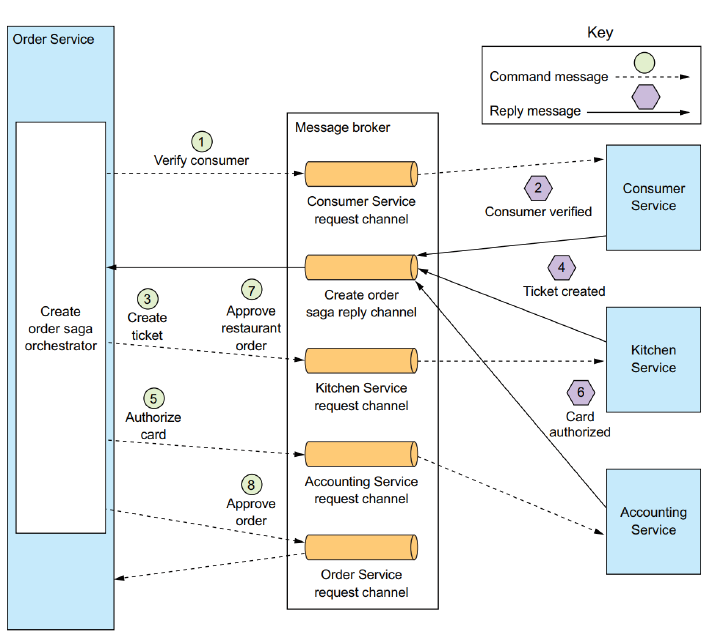 Order Service
Key
Command message
Reply message
Message broker
1
Verify consumer
Consumer Service
request channel
2
Consumer verified
Consumer
Service
Create order
saga reply channel
4
Ticket created
3
Create
ticket
7
Approve
restaurant
order
Create
order saga
orchestrator
Kitchen Service
request channel
Kitchen
Service
5
Authorize
card
6
Card
authorized
Accounting Service
request channel
Accounting
Service
8
Approve
order
Order Service
request channel